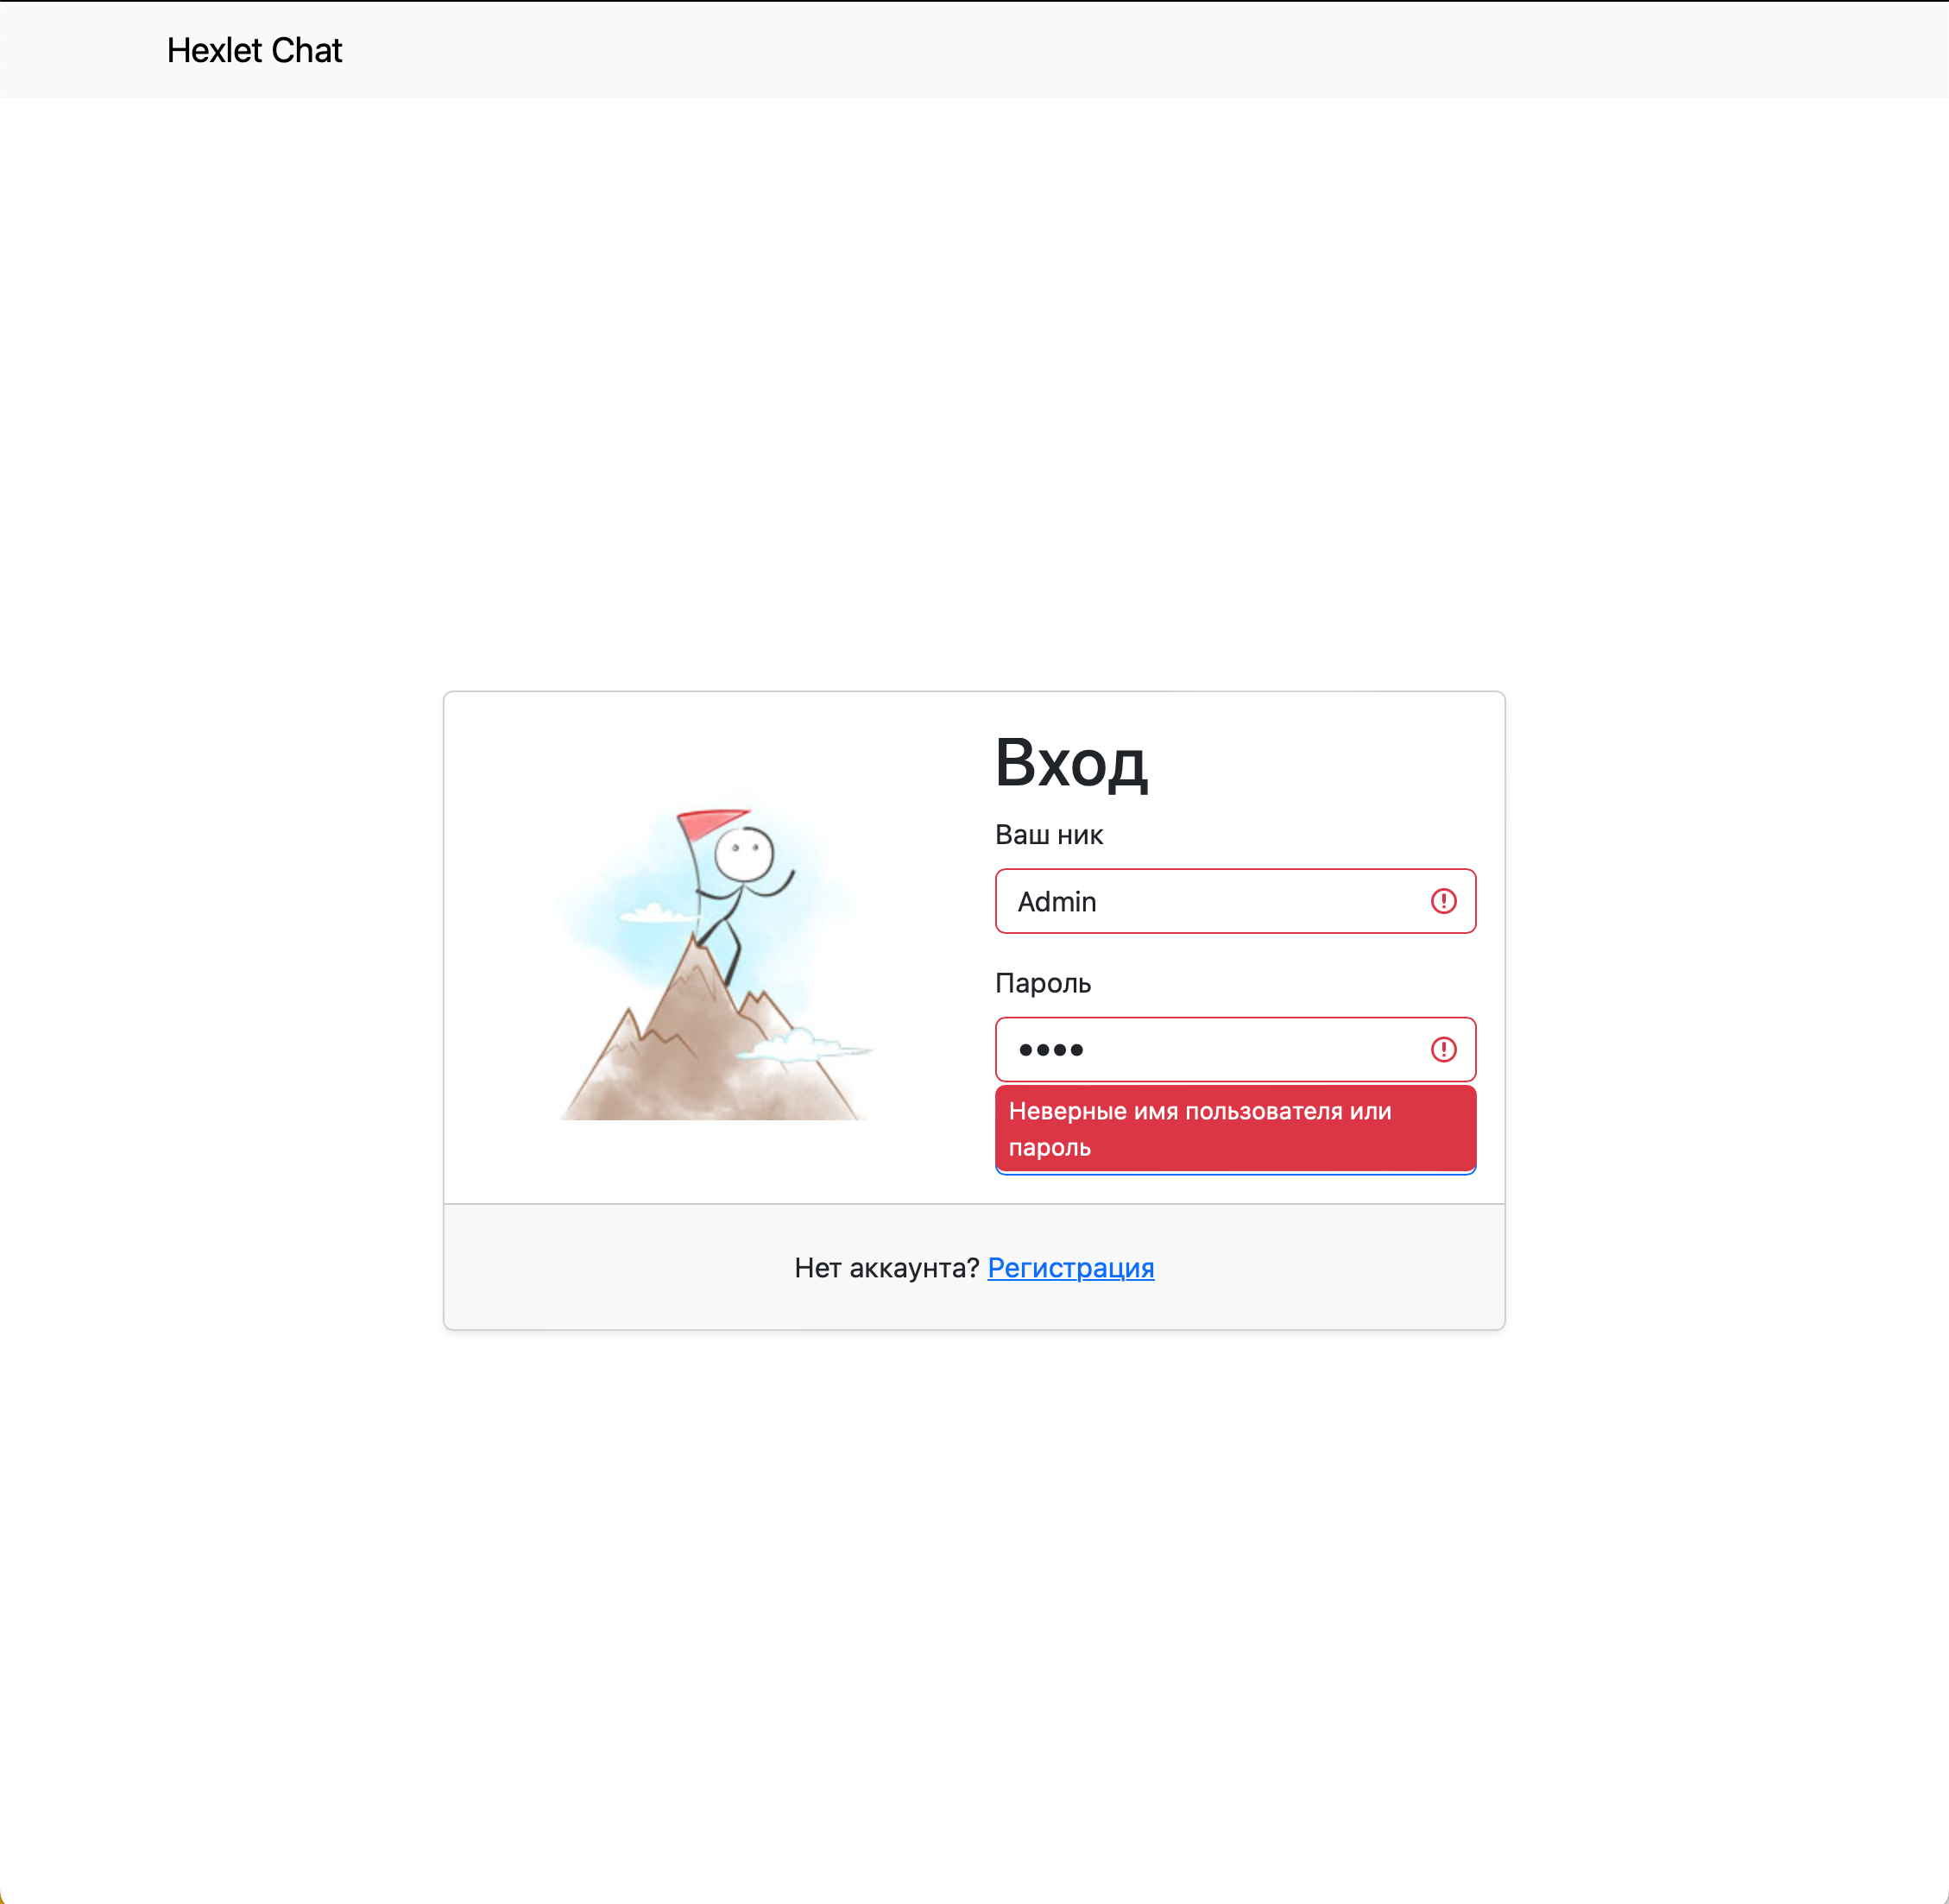 Hexlet Chat
Вход
Ваш ник
Admin
Пароль
••••
Неверные имя пользователя или
пароль
Нет аккаунта? Регистрация